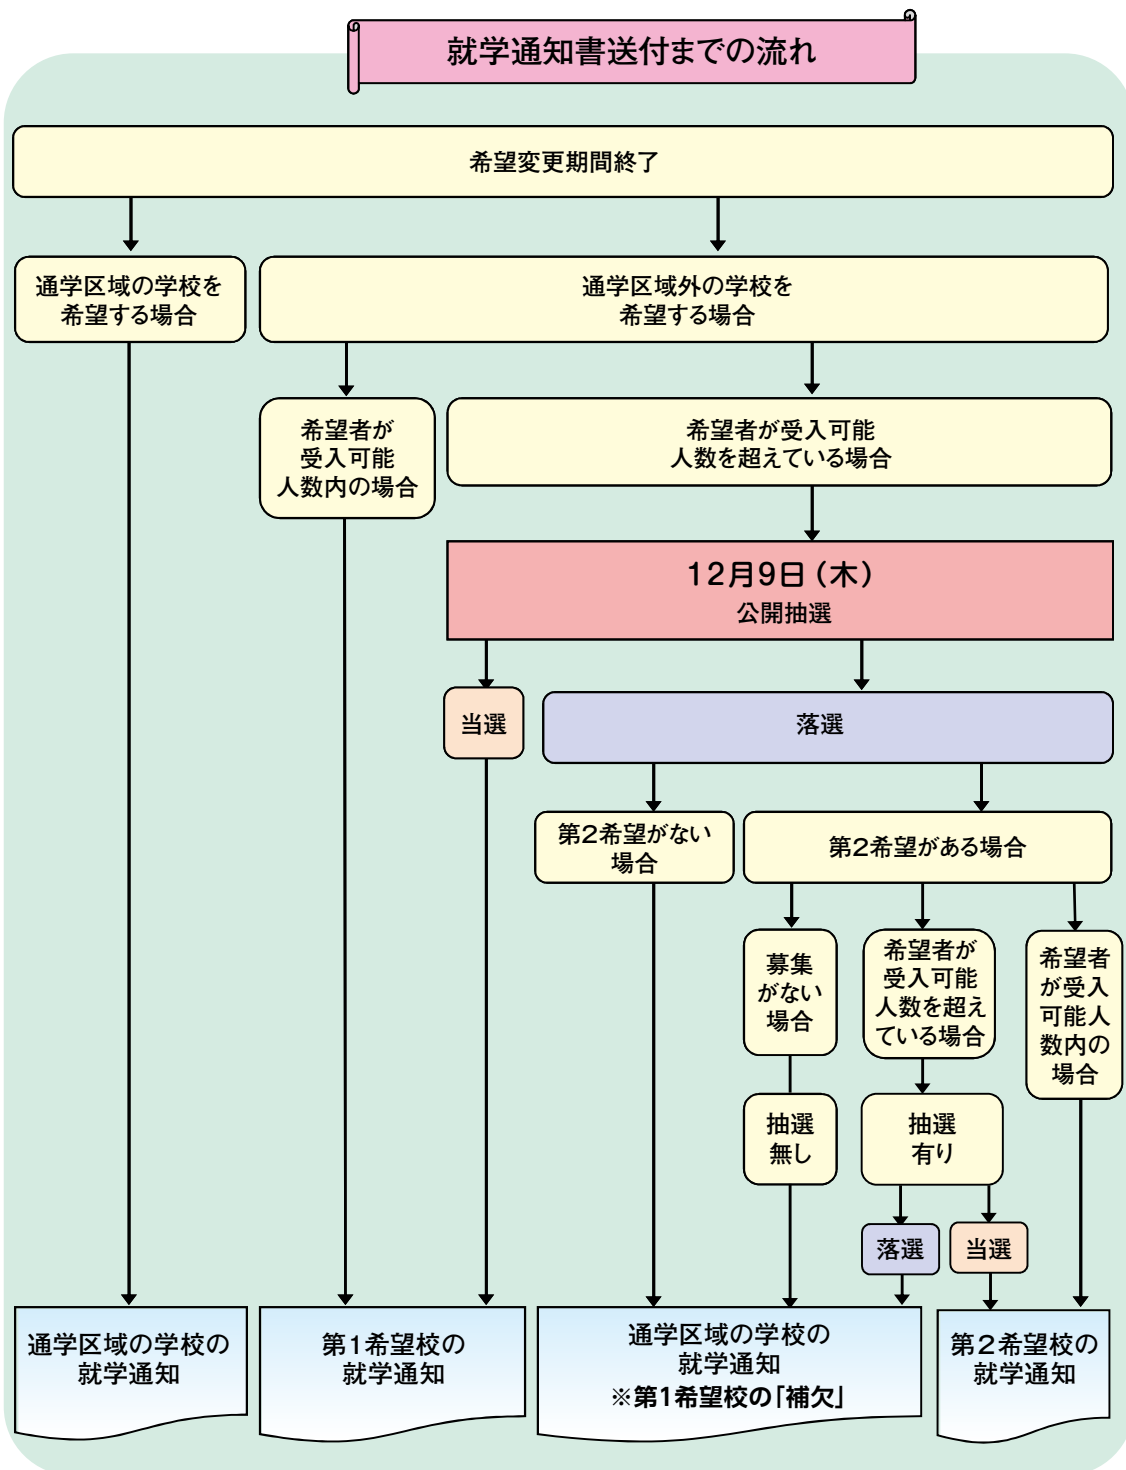 就学通知書送付までの流れ
希望変更期間終了
通学区域の学校を
希望する場合
通学区域外の学校を
希望する場合
希望者が
受入可能
人数内の場合
希望者が受入可能
人数を超えている場合
12月9日(木)
公開抽選
当選
落選
第2希望がない
場合
第2希望がある場合
募集
がない
場合
希望者が
受入可能
人数を超え
ている場合
希望者
が受入
可能人
数内の
場合
抽選
無し
抽選
有り
落選
当選
通学区域の学校の
就学通知
第1希望校の
就学通知
通学区域の学校の
就学通知
※第1希望校の「補欠」
第2希望校の
就学通知